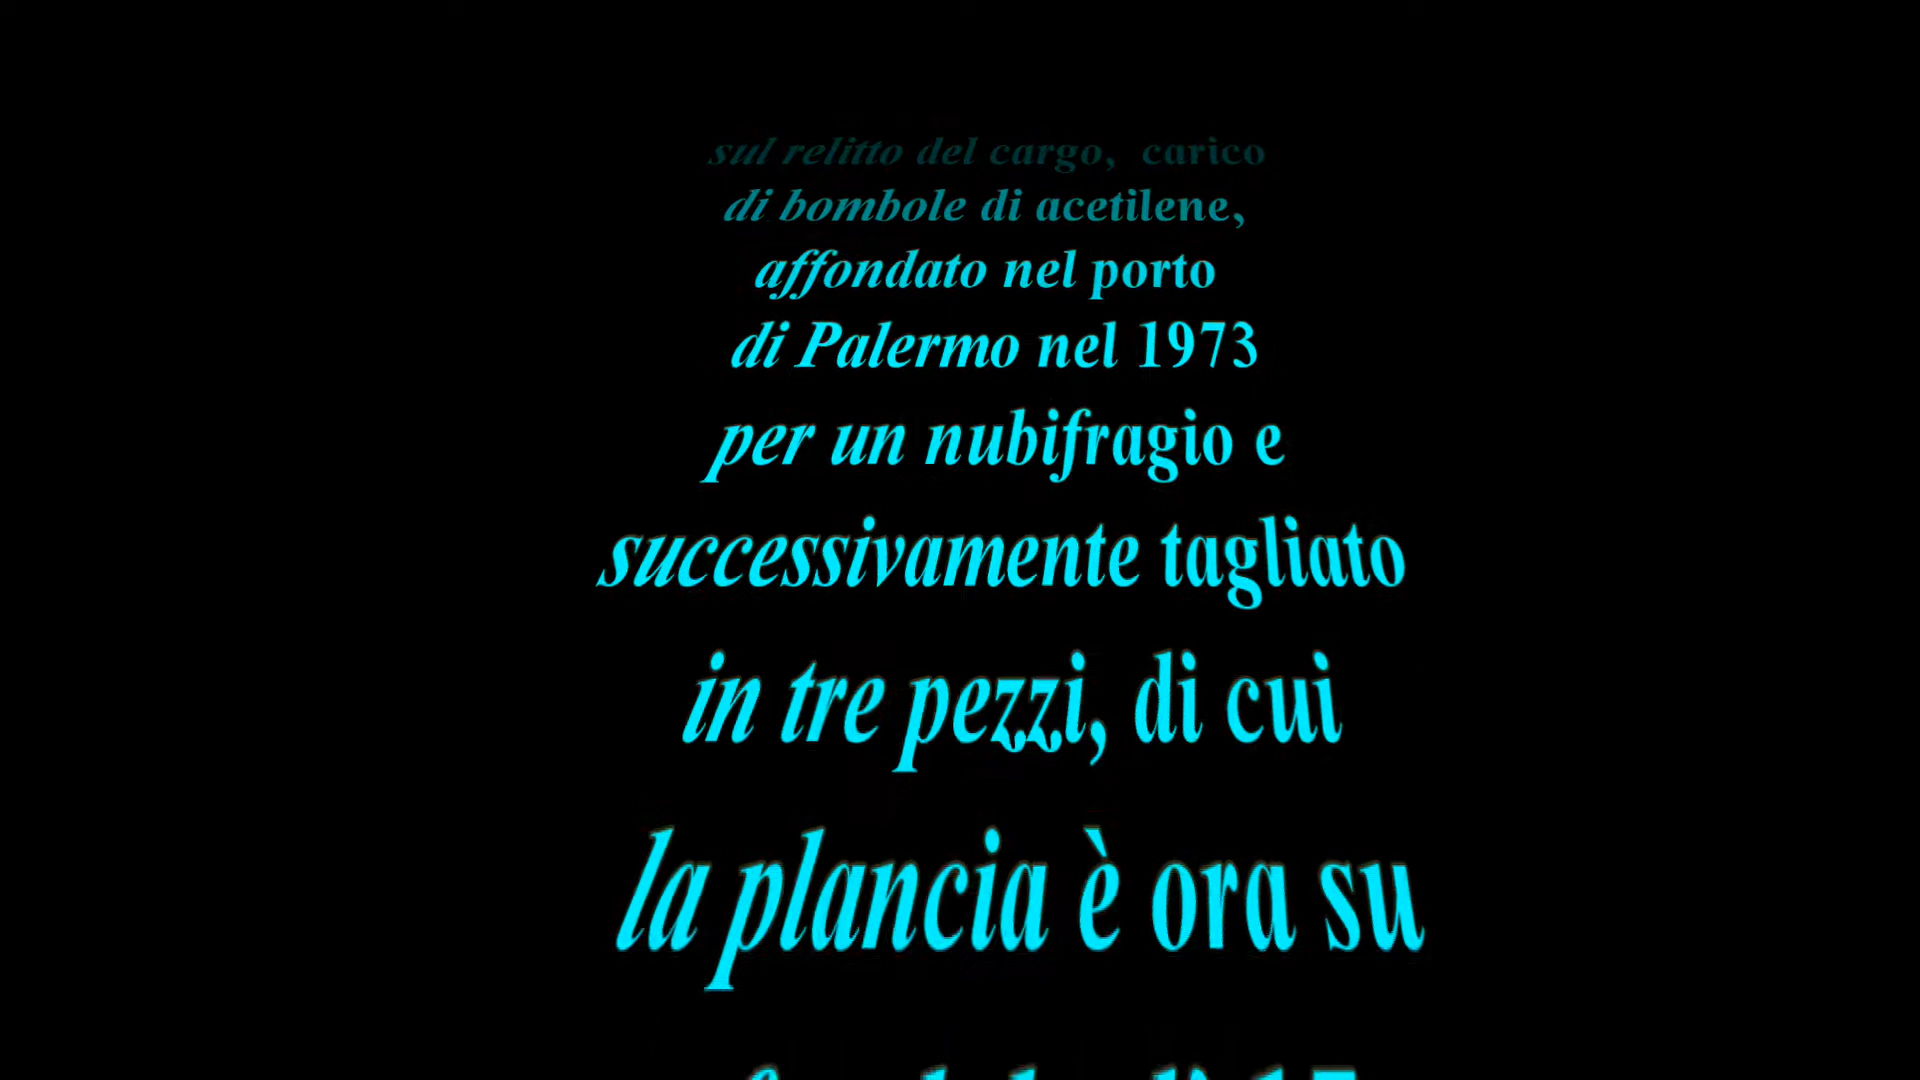 sul relitto del cargo, carico
di bombole di acetilene,
affondato nel porto
di Palermo nel 1973
per un nubifragio e
successivamente tagliato
in tre pezzi, di cui
la plancia è ora su